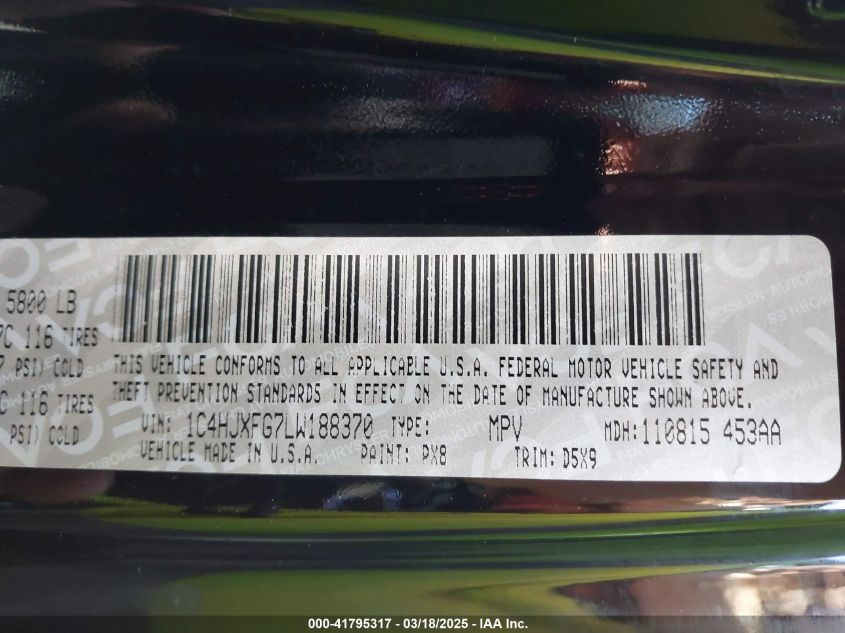 5800 LB
7C 116 TIRES
7 PSI) COLD
116 TIRES
PSI) COLD
THIS VEHICLE CONFORMS TO ALL APPLICABLE U.S.A. FEDERAL MOTOR VEHICLE SAFETY AND
THEFT PREVENTION STANDARDS IN EFFECT ON THE DATE OF MANUFACTURE SHOWN ABOVE.
VIN: 1C4HJXFG7LW188370 TYPE: MPV MDH: 110815 453AA
VEHICLE MADE IN U.S.A. PAINT: PX8 TRIM: D5X9
000-41795317 - 03/18/2025 - IAA Inc.